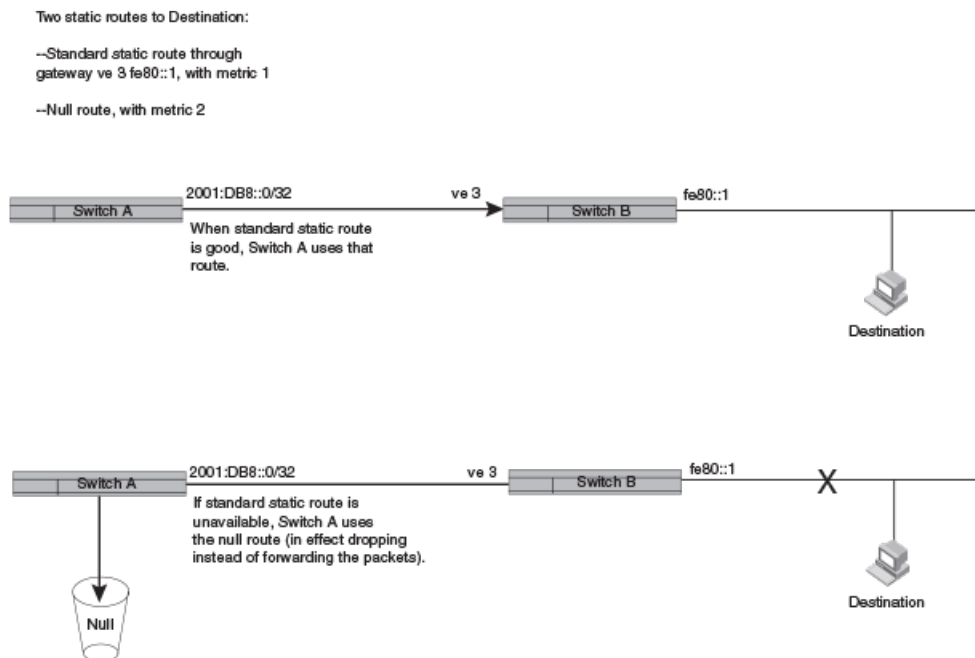 Two static routes to Destination:
--Standard static route through
gateway ve 3 fe80::1, with metric 1
--Null route, with metric 2
2001:DB8::0/32
ve 3
fe80::1
Switch A
Switch B
When standard static route
is good, Switch A uses that
route.
Destination
2001:DB8::0/32
ve 3
fe80::1
Switch A
Switch B
X
If standard static route is
unavailable, Switch A uses
the null route (in effect dropping
instead of forwarding the packets).
Destination
Null